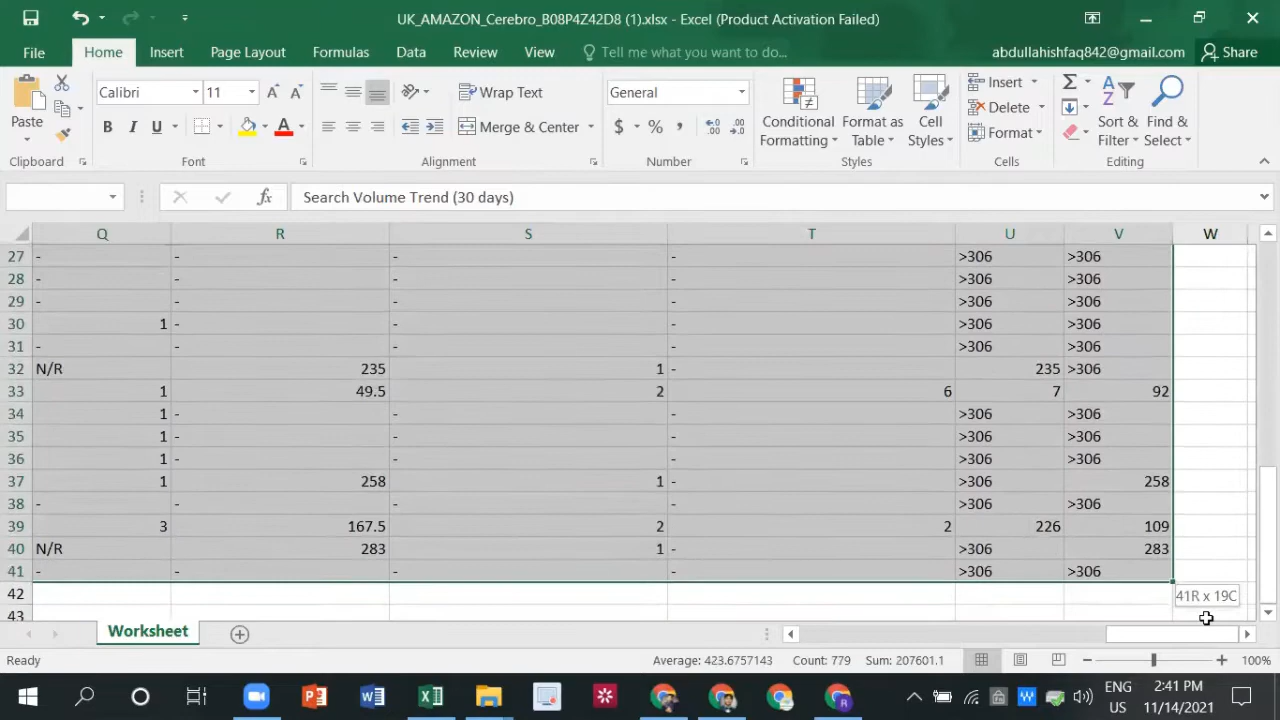 UK_AMAZON_Cerebro_B08P4Z42D8 (1).xlsx - Excel (Product Activation Failed)
File Home Insert Page Layout Formulas Data Review View Tell me what you want to do... abdullahishfaq842@gmail.com Share
Paste
Clipboard
Calibri 11
B I U
Font
Wrap Text
Merge & Center
Alignment
General
$ % ,
Number
Conditional Formatting
Format as Table
Cell Styles
Styles
Insert
Delete
Format
Cells
Sort & Filter
Find & Select
Editing
fx Search Volume Trend (30 days)
Q R S T U V W
27 - - - - >306 >306
28 - - - - >306 >306
29 - - - - >306 >306
30 1 - - - >306 >306
31 - - - - >306 >306
32 N/R 235 1 - 235 >306
33 1 49.5 2 6 7 92
34 1 - - - >306 >306
35 1 - - - >306 >306
36 1 - - - >306 >306
37 1 258 1 - >306 258
38 - - - - >306 >306
39 3 167.5 2 2 226 109
40 N/R 283 1 - >306 283
41 - - - - >306 >306
42
43
41R x 19C
Worksheet
Ready Average: 423.6757143 Count: 779 Sum: 207601.1 100%
ENG 2:41 PM
US 11/14/2021